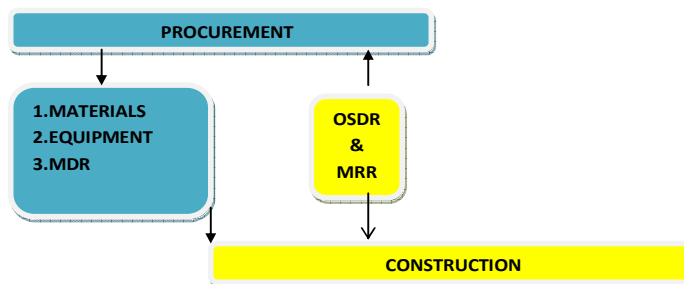 PROCUREMENT
1.MATERIALS
2.EQUIPMENT
3.MDR
OSDR
&
MRR
CONSTRUCTION